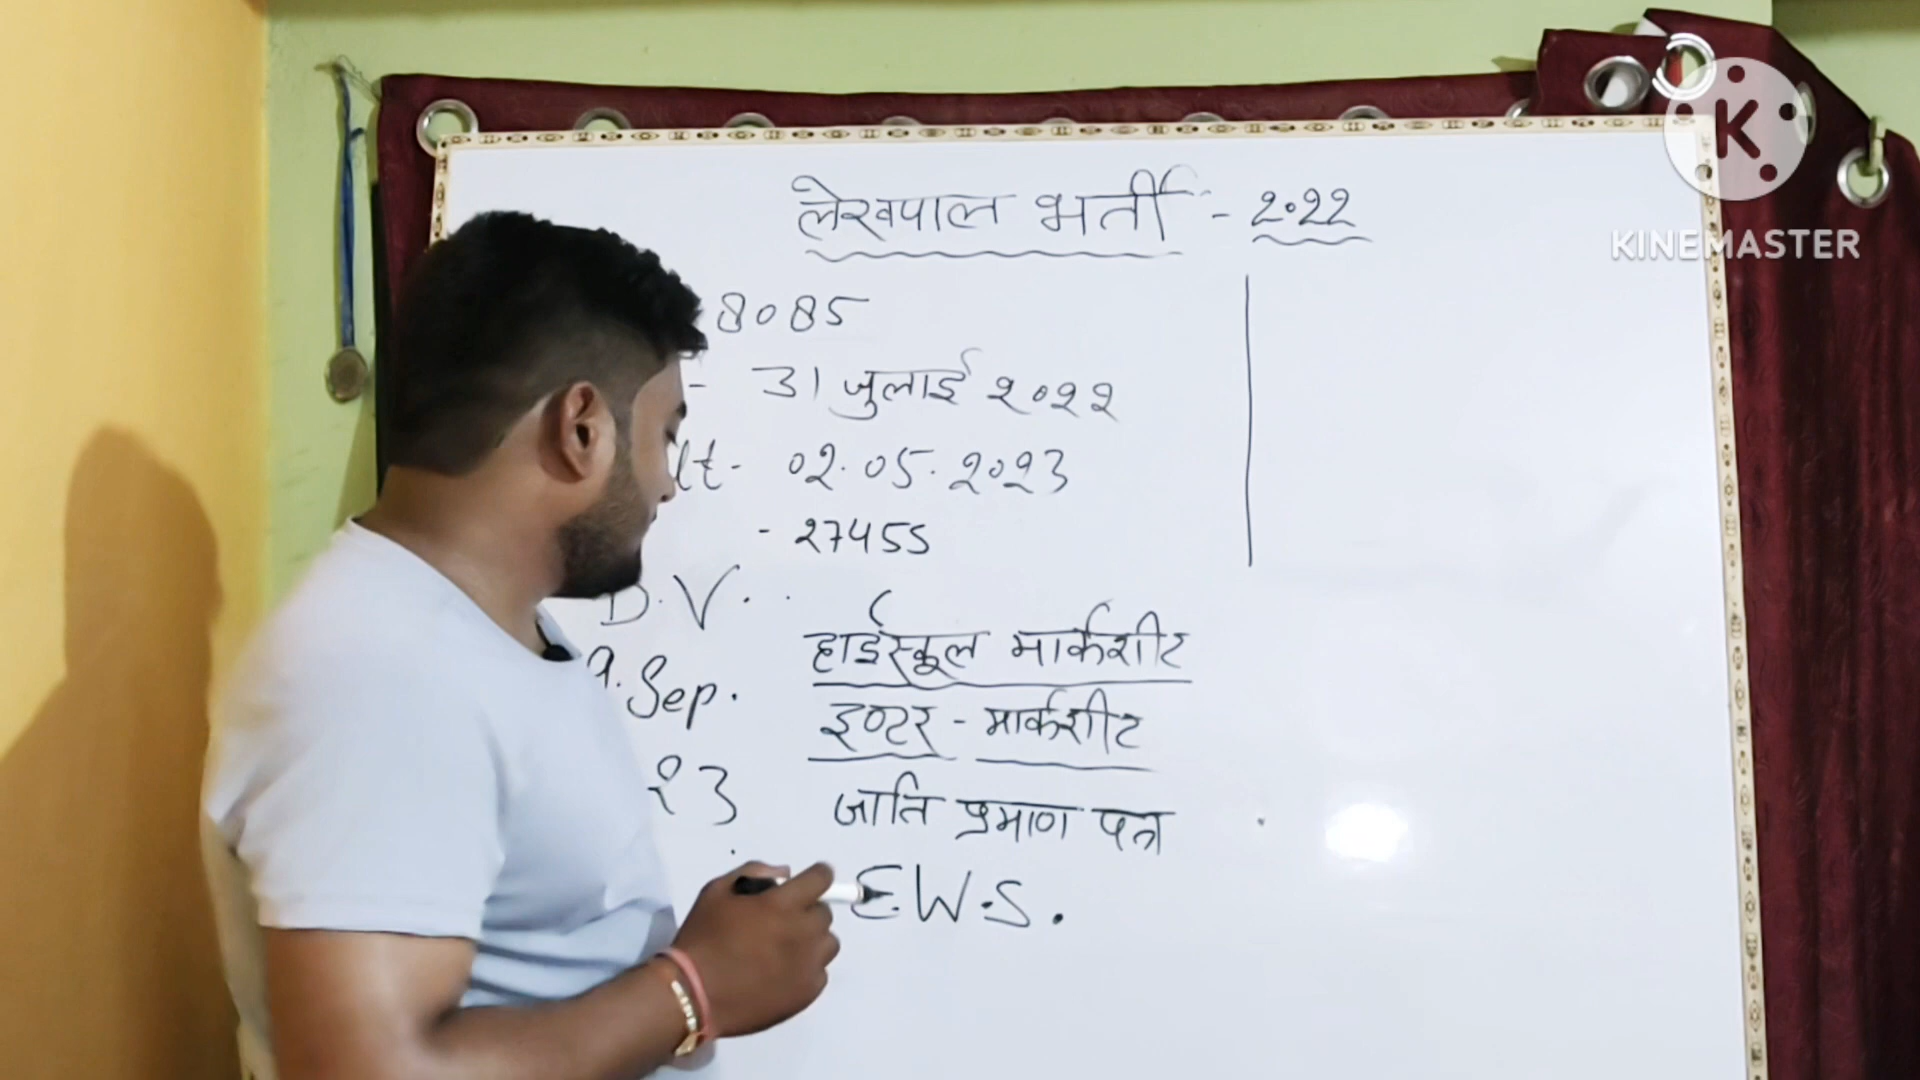 लेखपाल भर्ती - 2022
8085
- 31 जुलाई 2022
lt - 02.05.2023
- 27455
D.V.
हाईस्कूल मार्कशीट
Sep.
इण्टर - मार्कशीट
23
जाति प्रमाण पत्र
E.W.S.
K
KINEMASTER